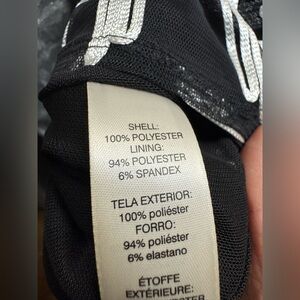 SHELL:
100% POLYESTER
LINING:
94% POLYESTER
6% SPANDEX
TELA EXTERIOR:
100% poliéster
FORRO:
94% poliéster
6% elastano
ÉTOFFE
EXTÉRIEURE: